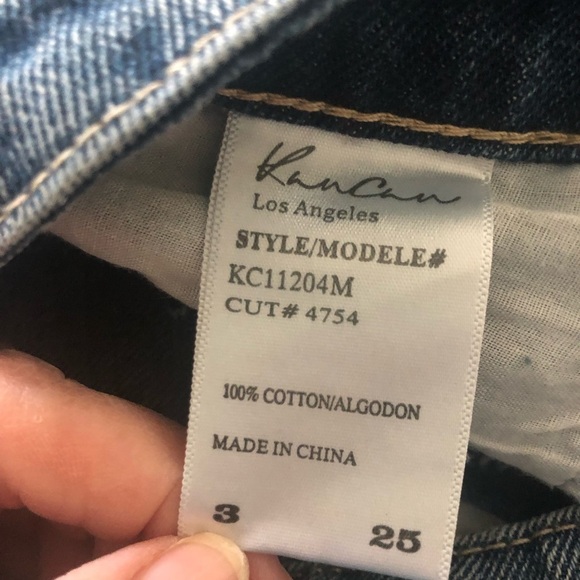 KanCan
Los Angeles
STYLE/MODELE#
KC11204M
CUT# 4754
100% COTTON/ALGODON
MADE IN CHINA
3 25